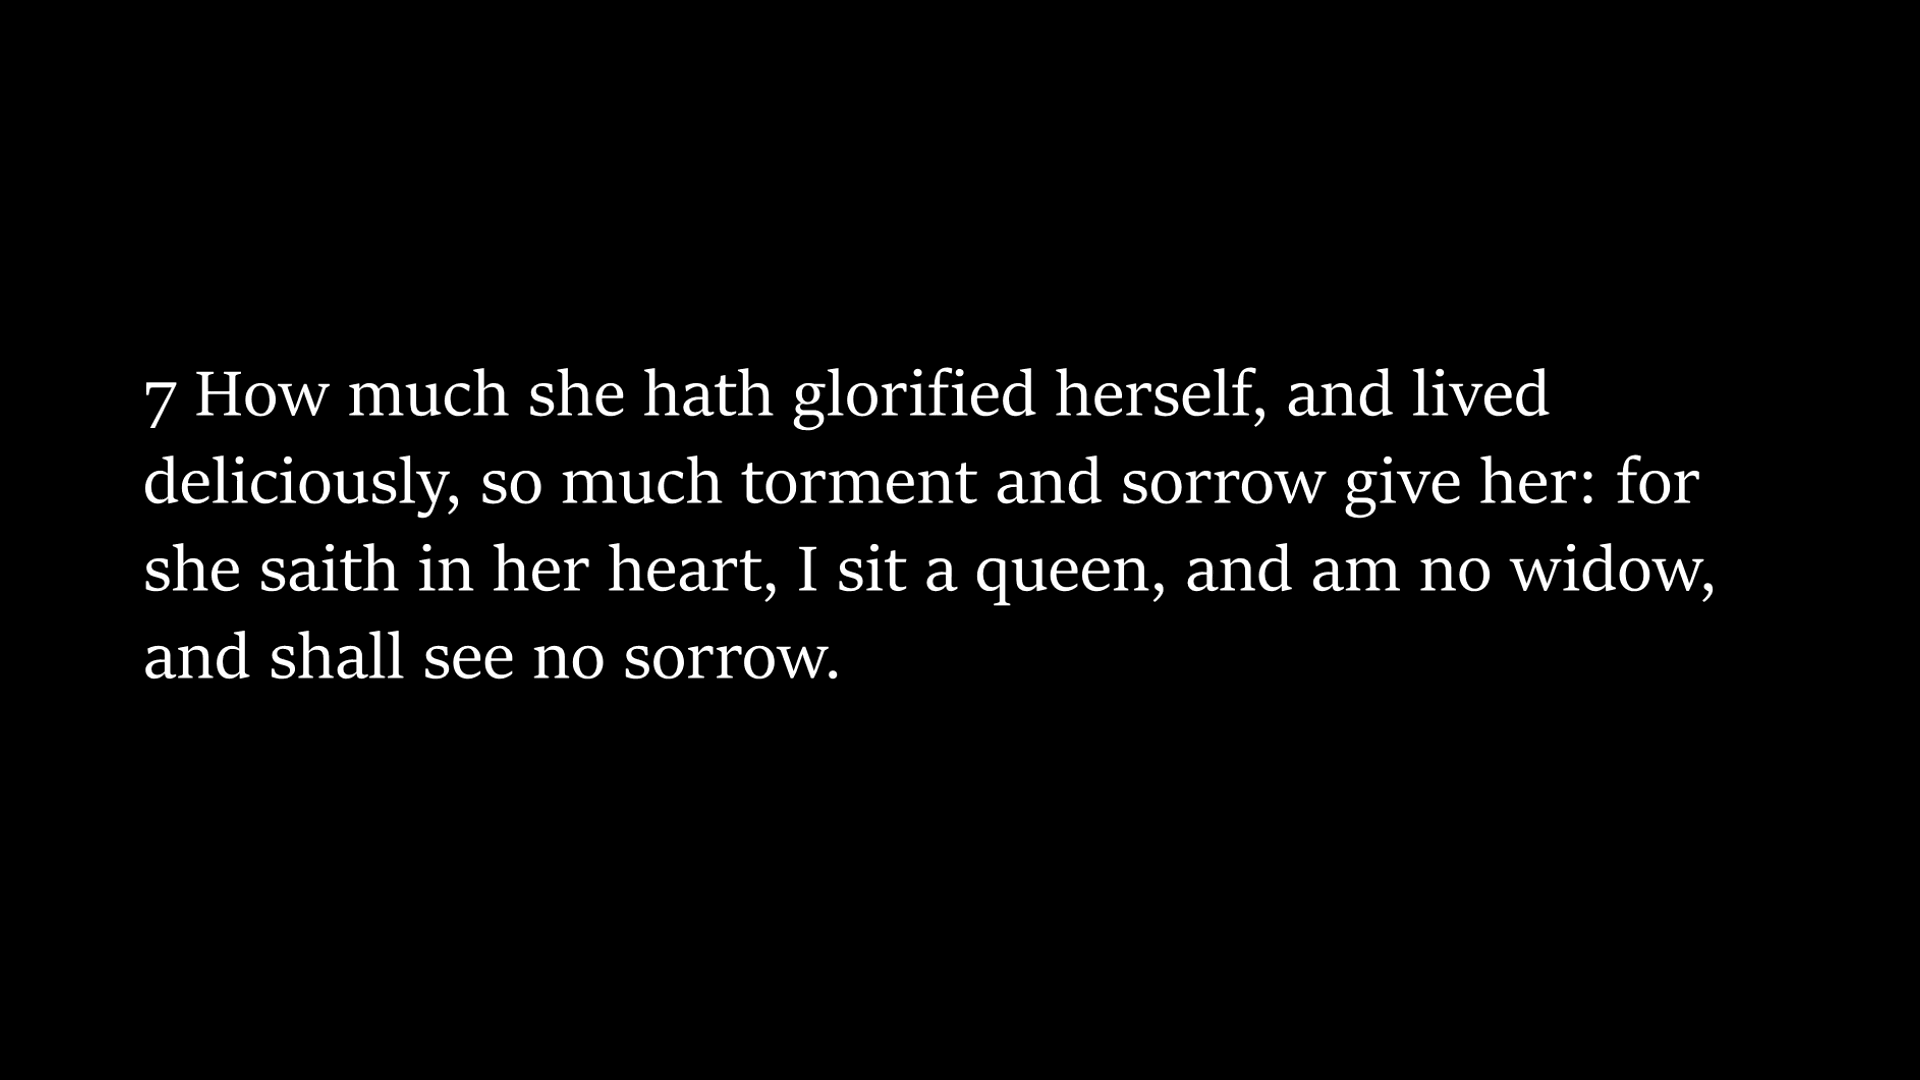 7 How much she hath glorified herself, and lived
deliciously, so much torment and sorrow give her: for
she saith in her heart, I sit a queen, and am no widow,
and shall see no sorrow.